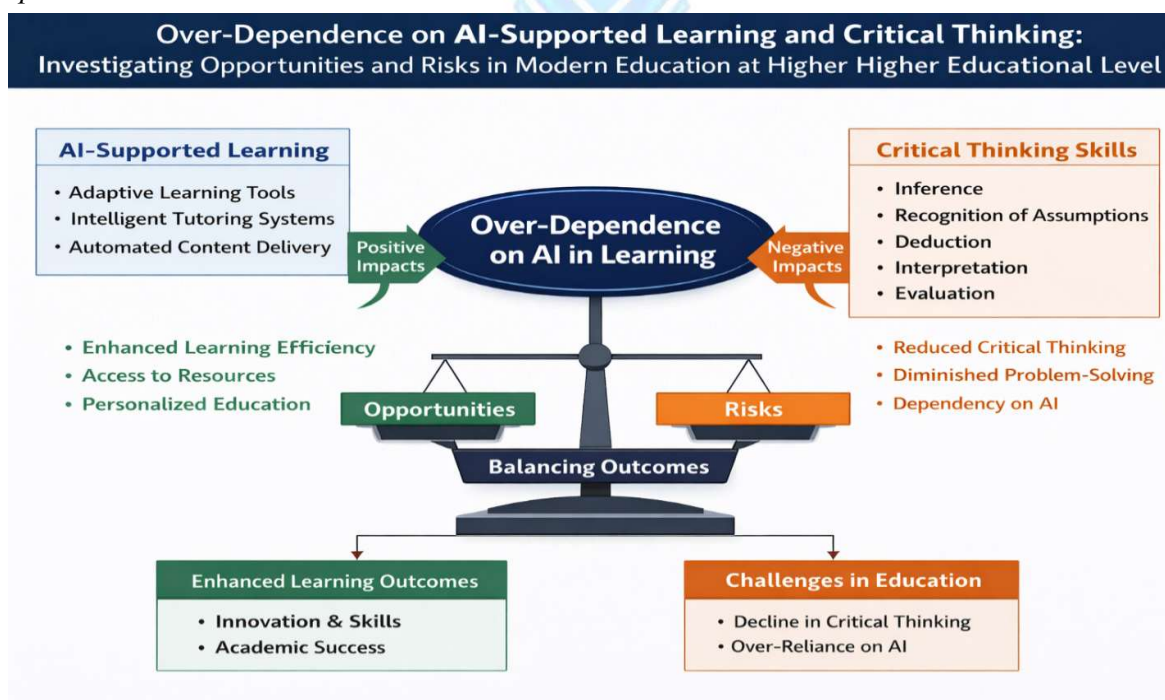 Over-Dependence on AI-Supported Learning and Critical Thinking:
Investigating Opportunities and Risks in Modern Education at Higher Higher Educational Level
AI-Supported Learning
• Adaptive Learning Tools
• Intelligent Tutoring Systems
• Automated Content Delivery
Positive
Impacts
• Enhanced Learning Efficiency
• Access to Resources
• Personalized Education
Over-Dependence
on AI in Learning
Negative
Impacts
Critical Thinking Skills
• Inference
• Recognition of Assumptions
• Deduction
• Interpretation
• Evaluation
• Reduced Critical Thinking
• Diminished Problem-Solving
• Dependency on AI
Opportunities
Risks
Balancing Outcomes
Enhanced Learning Outcomes
• Innovation & Skills
• Academic Success
Challenges in Education
• Decline in Critical Thinking
• Over-Reliance on AI